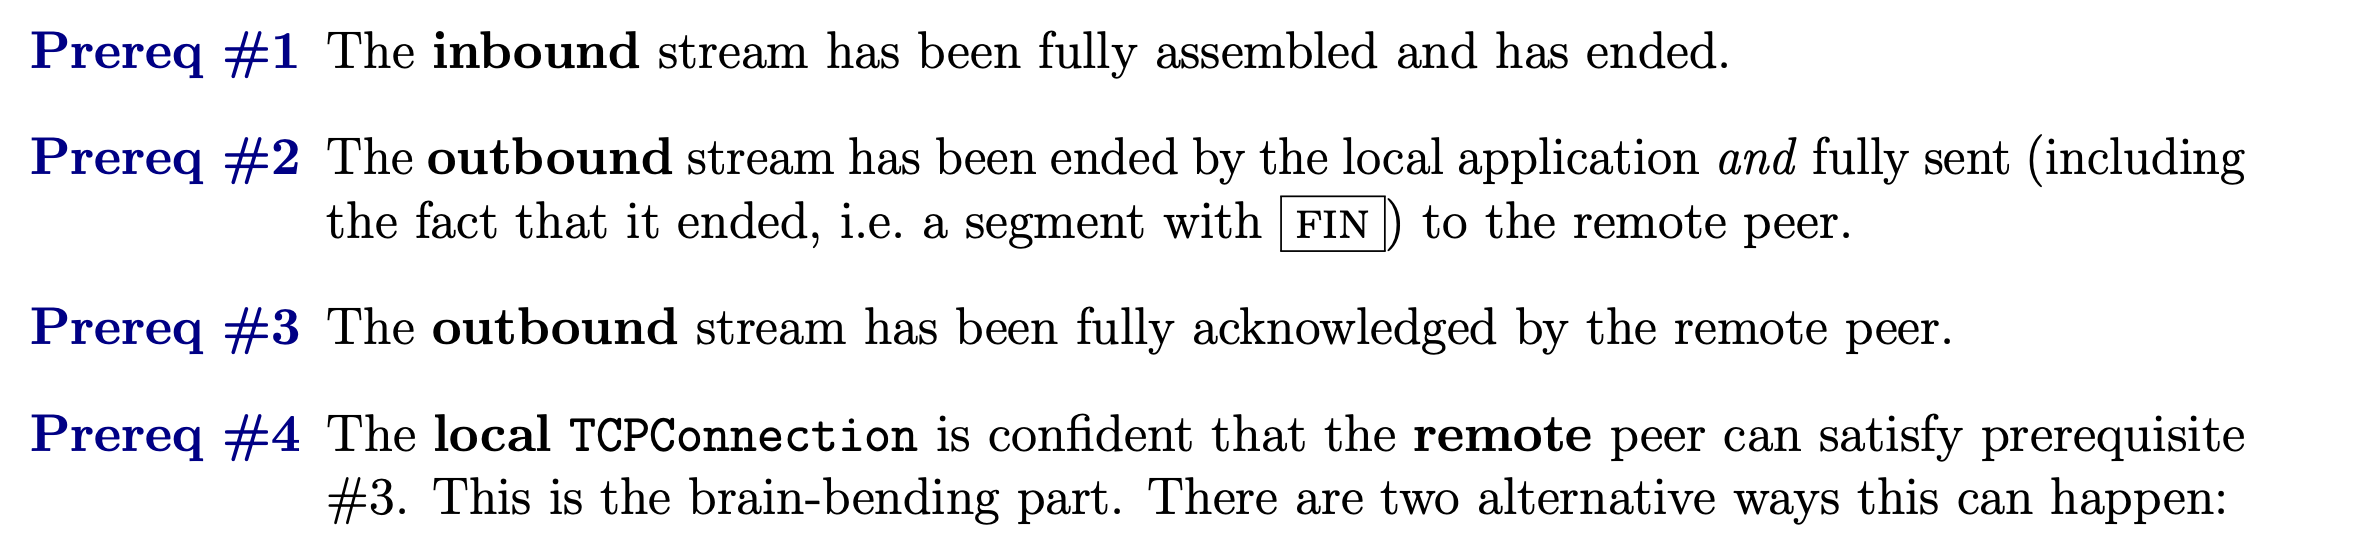 Prereq #1 The inbound stream has been fully assembled and has ended.
Prereq #2 The outbound stream has been ended by the local application and fully sent (including
the fact that it ended, i.e. a segment with FIN) to the remote peer.
Prereq #3 The outbound stream has been fully acknowledged by the remote peer.
Prereq #4 The local TCPConnection is confident that the remote peer can satisfy prerequisite
#3. This is the brain-bending part. There are two alternative ways this can happen: